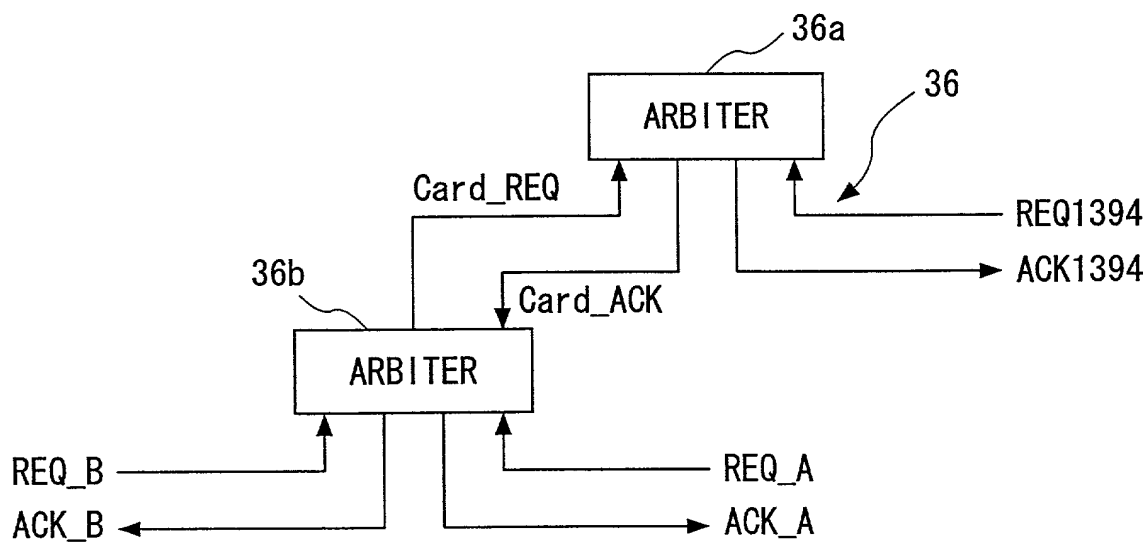 36a
ARBITER
36
Card_REQ
REQ1394
ACK1394
36b
Card_ACK
ARBITER
REQ_B
REQ_A
ACK_B
ACK_A